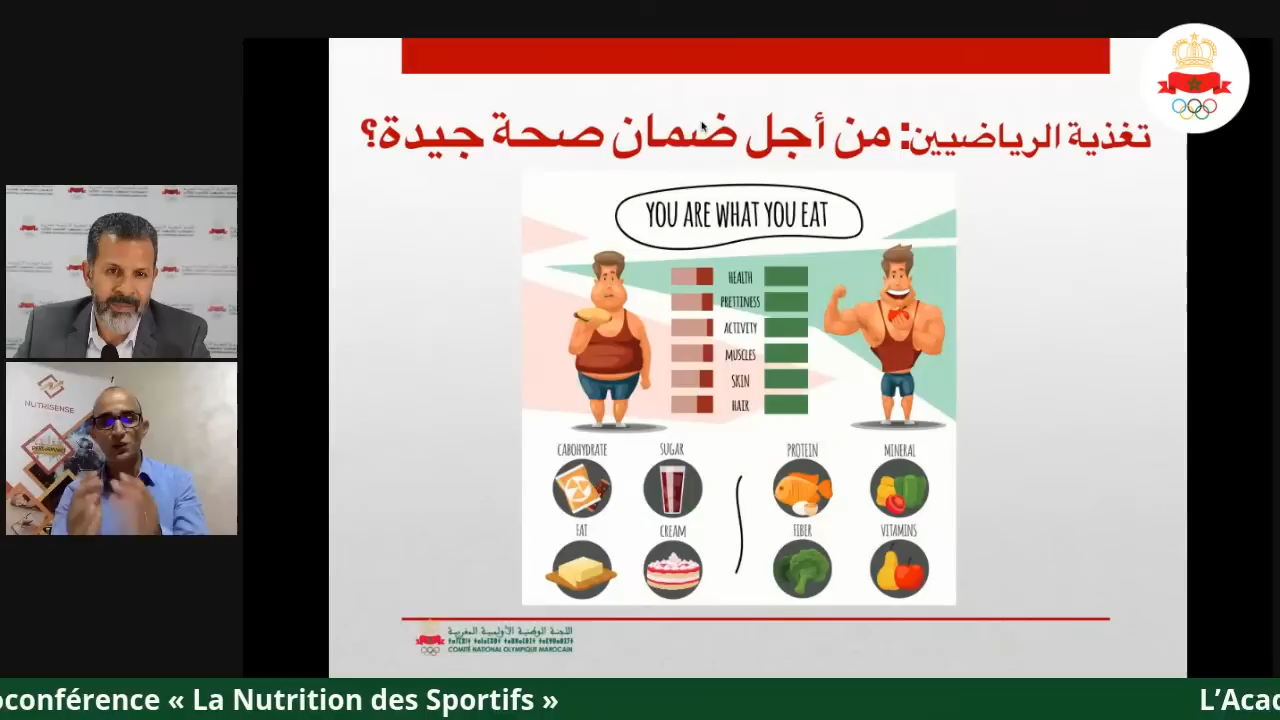 تغذية الرياضيين: من أجل ضمان صحة جيدة؟
YOU ARE WHAT YOU EAT
HEALTH
PRETTINESS
ACTIVITY
MUSCLES
SKIN
HAIR
CABOHYDRATE
SUGAR
PROTEIN
MINERAL
FAT
CREAM
FIBER
VITAMINS
NUTRISENSE
اللجنة الوطنية الأولمبية المغربية
COMITÉ NATIONAL OLYMPIQUE MAROCAIN
oconférence « La Nutrition des Sportifs »
L’Acad